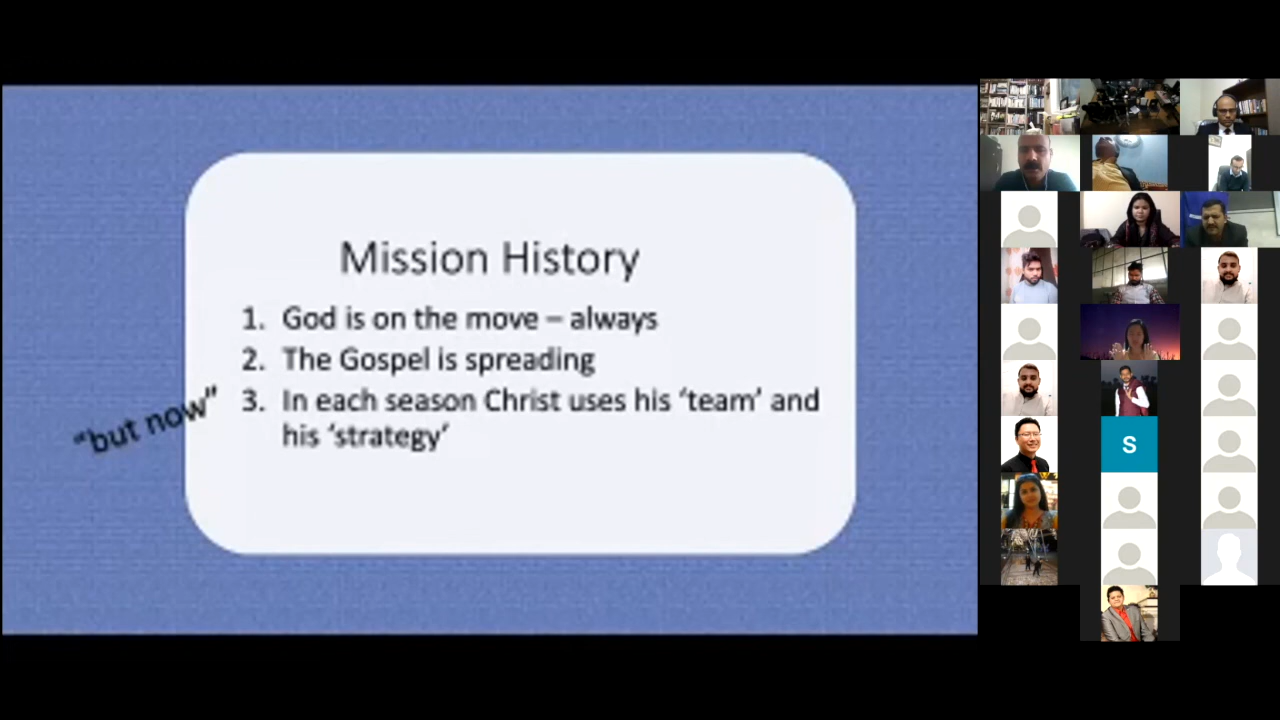 Mission History
1. God is on the move – always
2. The Gospel is spreading
3. In each season Christ uses his ‘team’ and
his ‘strategy’
“but now”
S